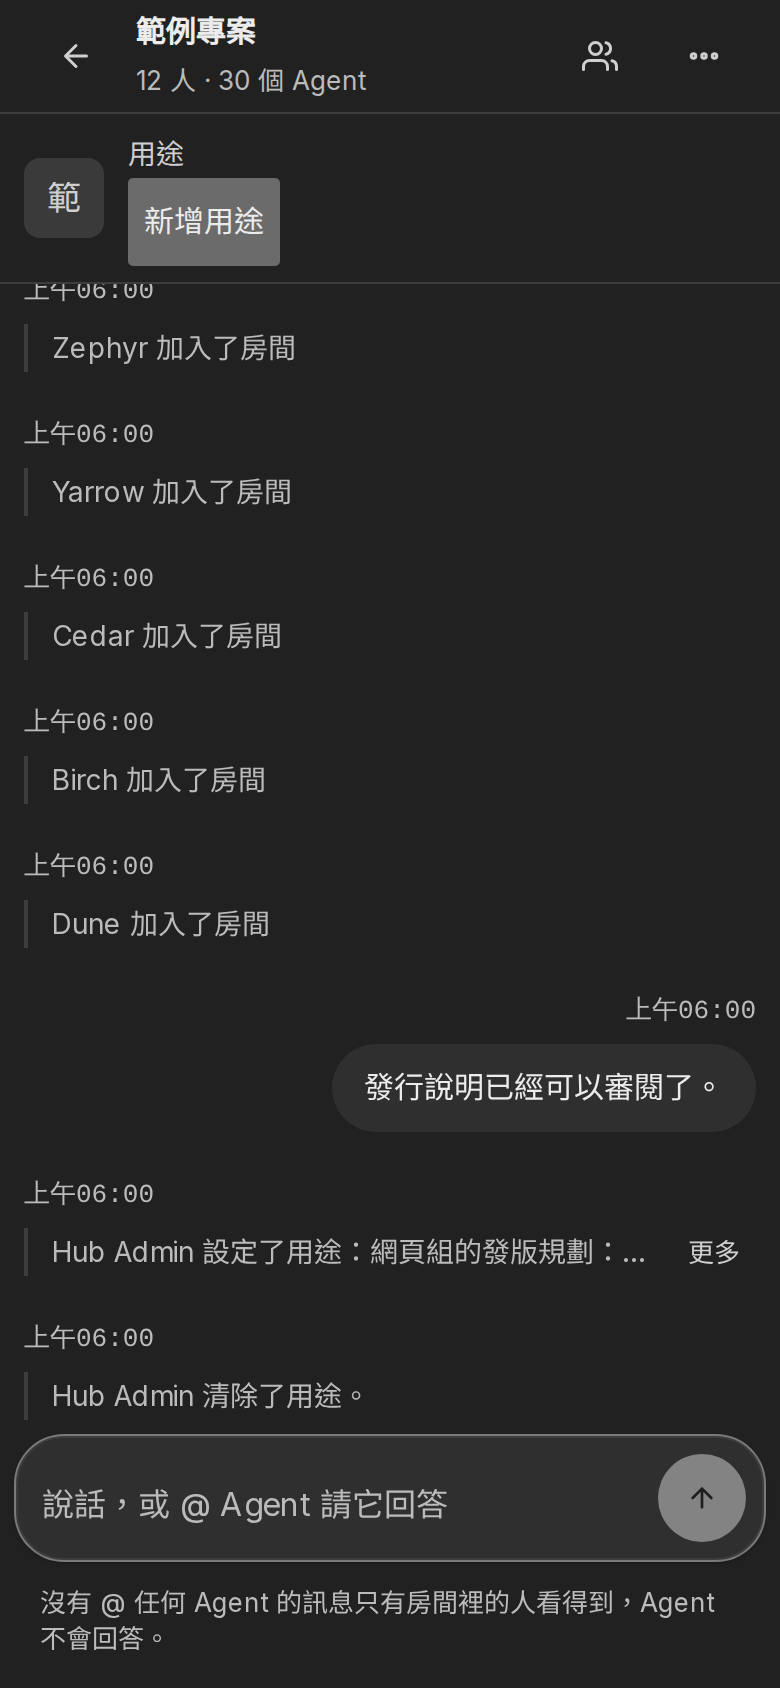 範例專案
12 人 · 30 個 Agent
範
用途
新增用途
上午06:00
Zephyr 加入了房間
上午06:00
Yarrow 加入了房間
上午06:00
Cedar 加入了房間
上午06:00
Birch 加入了房間
上午06:00
Dune 加入了房間
上午06:00
發行說明已經可以審閱了。
上午06:00
Hub Admin 設定了用途：網頁組的發版規劃：... 更多
上午06:00
Hub Admin 清除了用途。
說話，或 @ Agent 請它回答
沒有 @ 任何 Agent 的訊息只有房間裡的人看得到，Agent
不會回答。